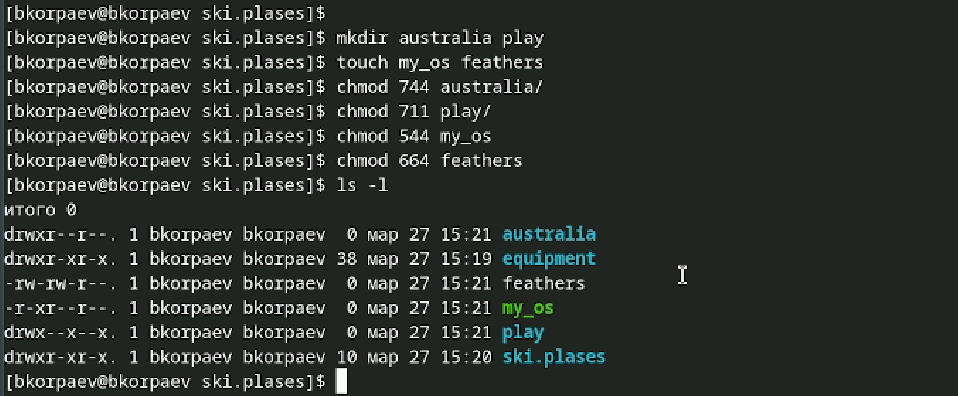 [bkorpaev@bkorpaev ski.plases]$
[bkorpaev@bkorpaev ski.plases]$ mkdir australia play
[bkorpaev@bkorpaev ski.plases]$ touch my_os feathers
[bkorpaev@bkorpaev ski.plases]$ chmod 744 australia/
[bkorpaev@bkorpaev ski.plases]$ chmod 711 play/
[bkorpaev@bkorpaev ski.plases]$ chmod 544 my_os
[bkorpaev@bkorpaev ski.plases]$ chmod 664 feathers
[bkorpaev@bkorpaev ski.plases]$ ls -l
итого 0
drwxr--r--. 1 bkorpaev bkorpaev  0 мар 27 15:21 australia
drwxr-xr-x. 1 bkorpaev bkorpaev 38 мар 27 15:19 equipment
-rw-rw-r--. 1 bkorpaev bkorpaev  0 мар 27 15:21 feathers
-r-xr--r--. 1 bkorpaev bkorpaev  0 мар 27 15:21 my_os
drwx--x--x. 1 bkorpaev bkorpaev  0 мар 27 15:21 play
drwxr-xr-x. 1 bkorpaev bkorpaev 10 мар 27 15:20 ski.plases
[bkorpaev@bkorpaev ski.plases]$